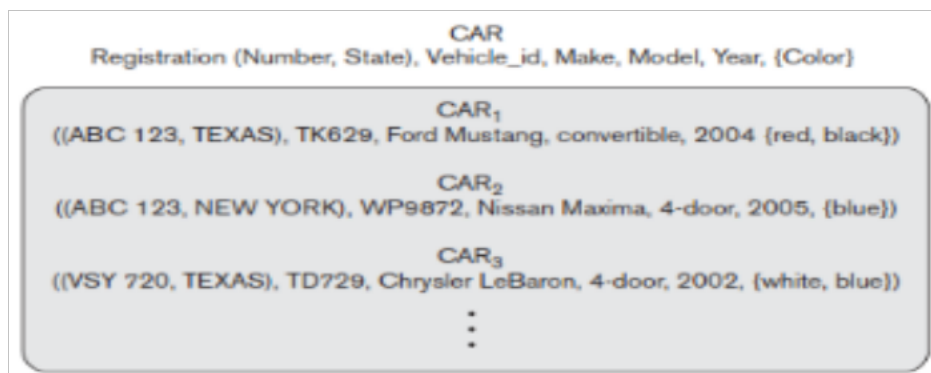 CAR
Registration (Number, State), Vehicle_id, Make, Model, Year, {Color}
CAR₁
((ABC 123, TEXAS), TK629, Ford Mustang, convertible, 2004 {red, black})
CAR₂
((ABC 123, NEW YORK), WP9872, Nissan Maxima, 4-door, 2005, {blue})
CAR₃
((VSY 720, TEXAS), TD729, Chrysler LeBaron, 4-door, 2002, {white, blue})